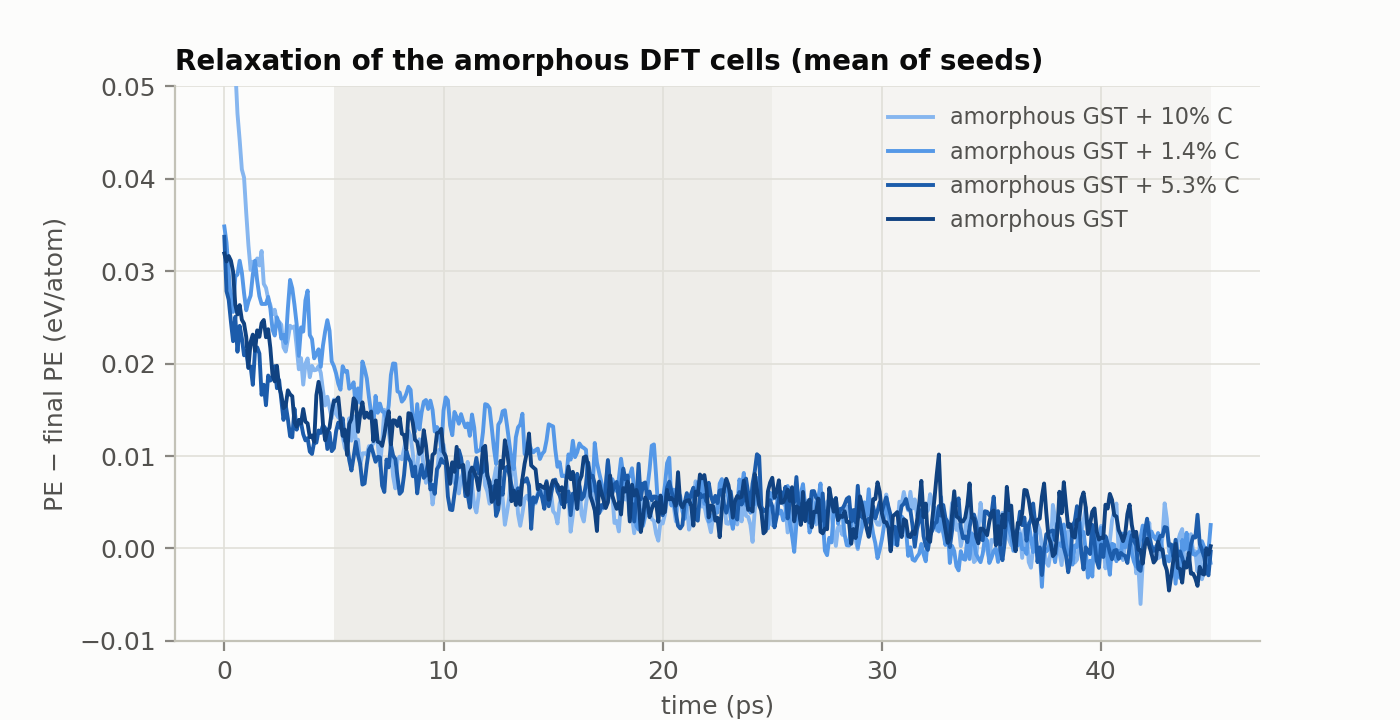 Relaxation of the amorphous DFT cells (mean of seeds)
0.05
0.04
0.03
0.02
0.01
0.00
−0.01
PE − final PE (eV/atom)
amorphous GST + 10% C
amorphous GST + 1.4% C
amorphous GST + 5.3% C
amorphous GST
0 10 20 30 40
time (ps)